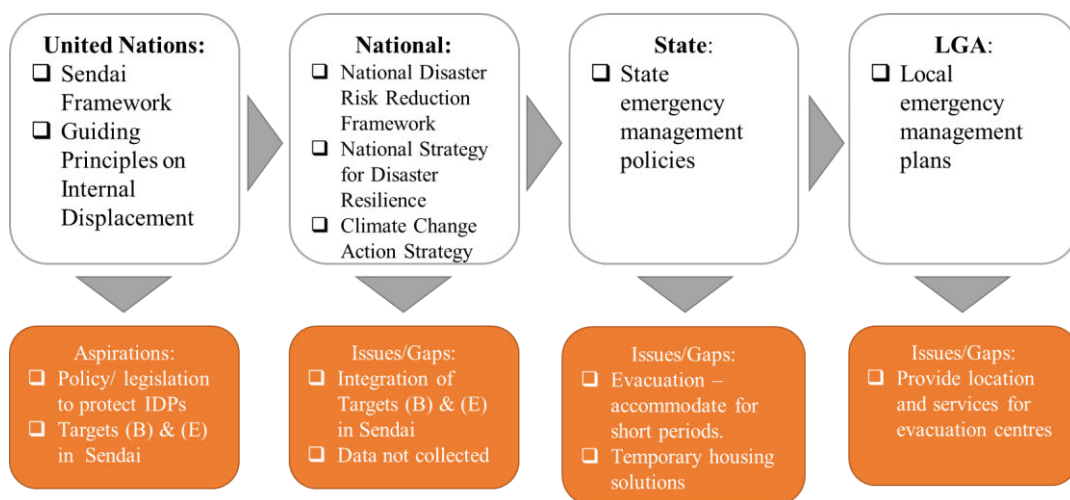 United Nations:
❑ Sendai
Framework
❑ Guiding
Principles on
Internal
Displacement
National:
❑ National Disaster
Risk Reduction
Framework
❑ National Strategy
for Disaster
Resilience
❑ Climate Change
Action Strategy
State:
❑ State
emergency
management
policies
LGA:
❑ Local
emergency
management
plans
Aspirations:
❑ Policy/ legislation
to protect IDPs
❑ Targets (B) & (E)
in Sendai
Issues/Gaps:
❑ Integration of
Targets (B) & (E)
in Sendai
❑ Data not collected
Issues/Gaps:
❑ Evacuation –
accommodate for
short periods.
❑ Temporary housing
solutions
Issues/Gaps:
❑ Provide location
and services for
evacuation centres